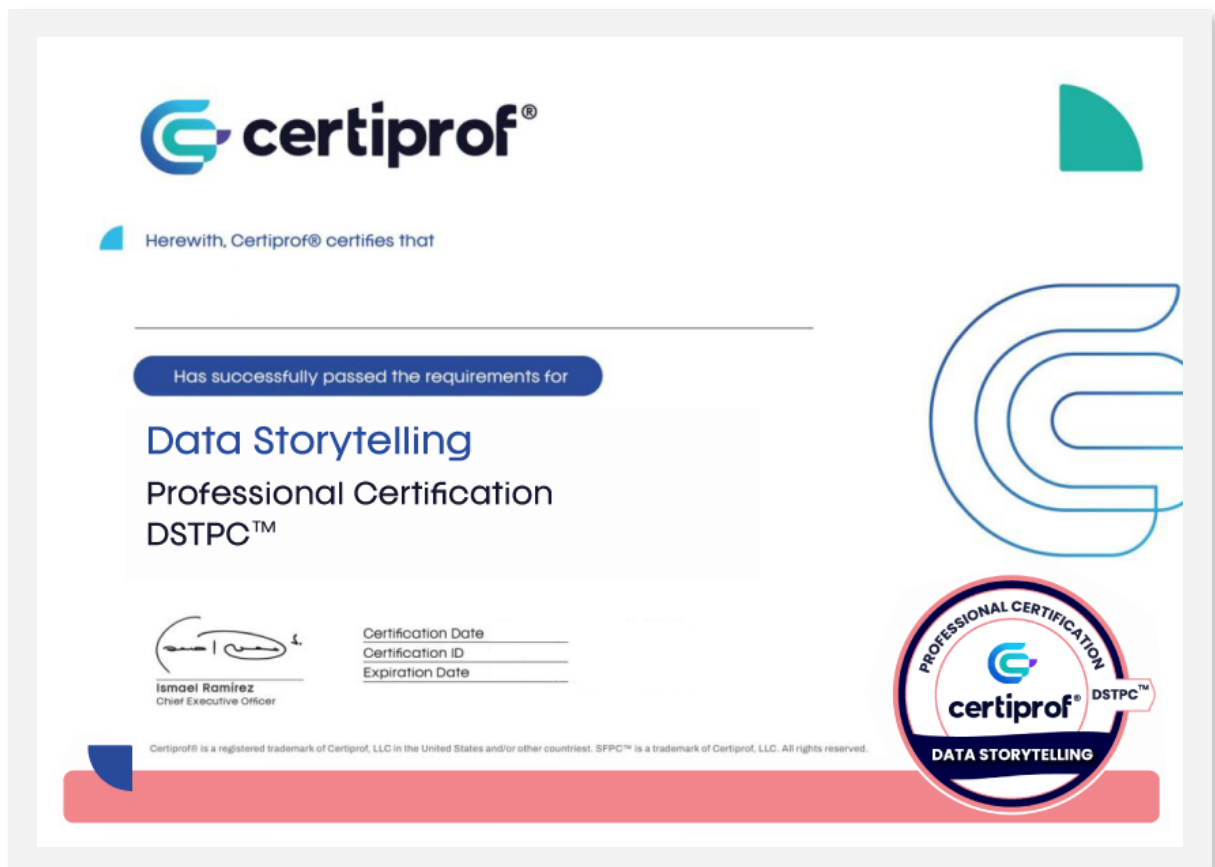 certiprof®
Herewith, Certiprof® certifies that
Has successfully passed the requirements for
Data Storytelling
Professional Certification
DSTPC™
Certification Date
Certification ID
Expiration Date
Ismael Ramírez
Chief Executive Officer
Certiprof® is a registered trademark of Certiprof, LLC in the United States and/or other countriest. SFPC™ is a trademark of Certiprof, LLC. All rights reserved.
PROFESSIONAL CERTIFICATION
certiprof®
DSTPC™
DATA STORYTELLING